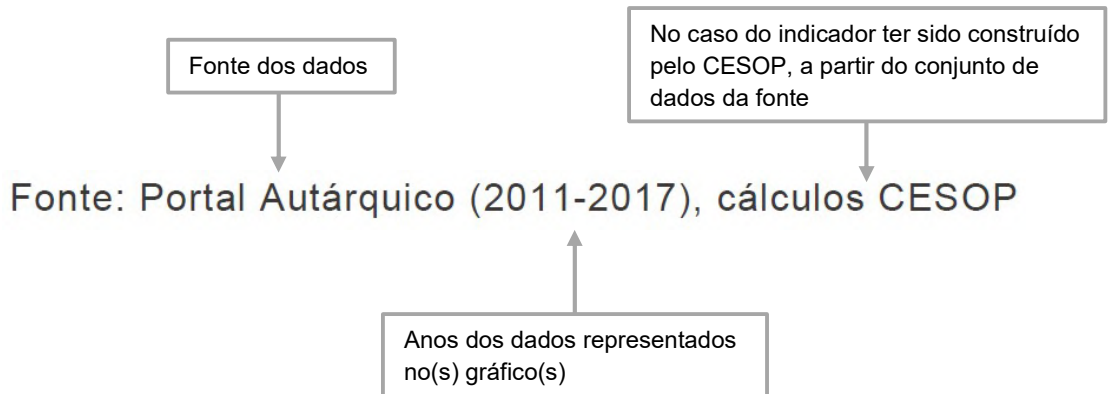 Fonte dos dados
No caso do indicador ter sido construído
pelo CESOP, a partir do conjunto de
dados da fonte
Fonte: Portal Autárquico (2011-2017), cálculos CESOP
Anos dos dados representados
no(s) gráfico(s)